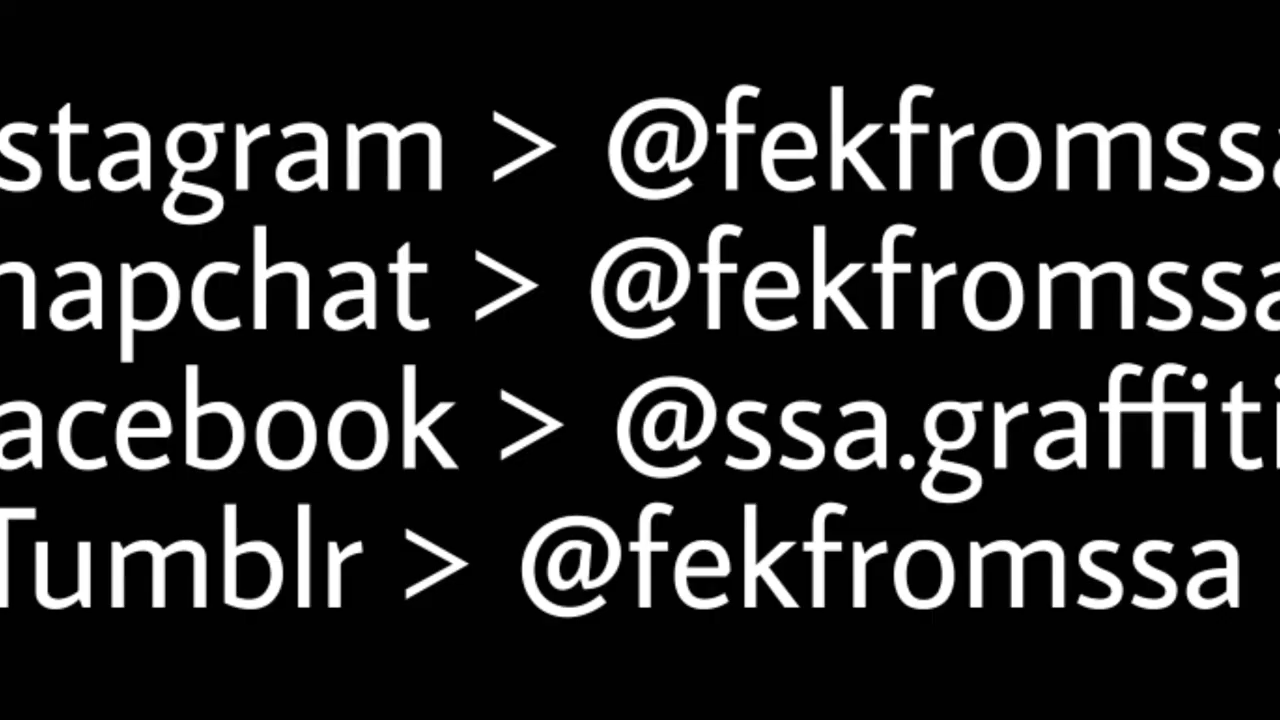 stagram > @fekfromssa
napchat > @fekfromssa
acebook > @ssa.graffiti
Tumblr > @fekfromssa